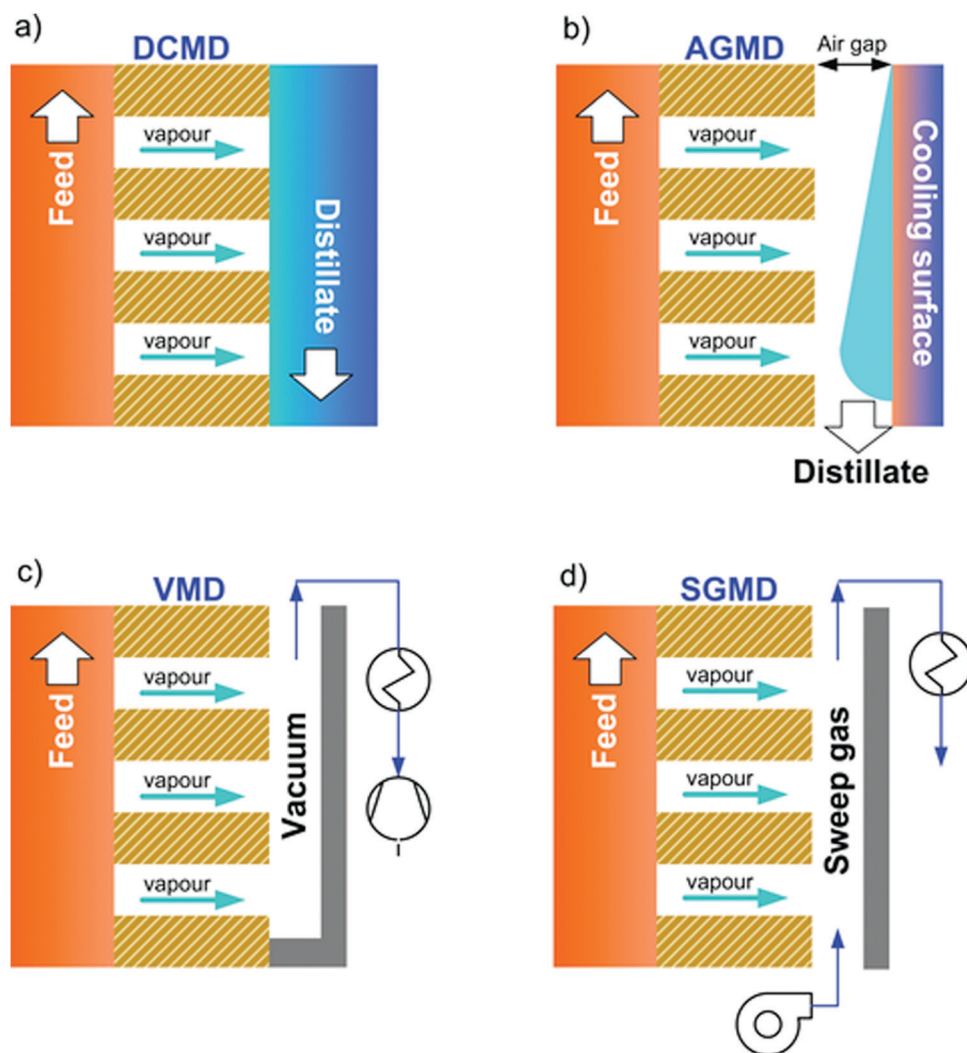 a)
DCMD
Feed
vapour
vapour
vapour
Distillate
b)
AGMD
Air gap
Feed
vapour
vapour
vapour
Cooling surface
Distillate
c)
VMD
Feed
vapour
vapour
vapour
Vacuum
d)
SGMD
Feed
vapour
vapour
vapour
Sweep gas